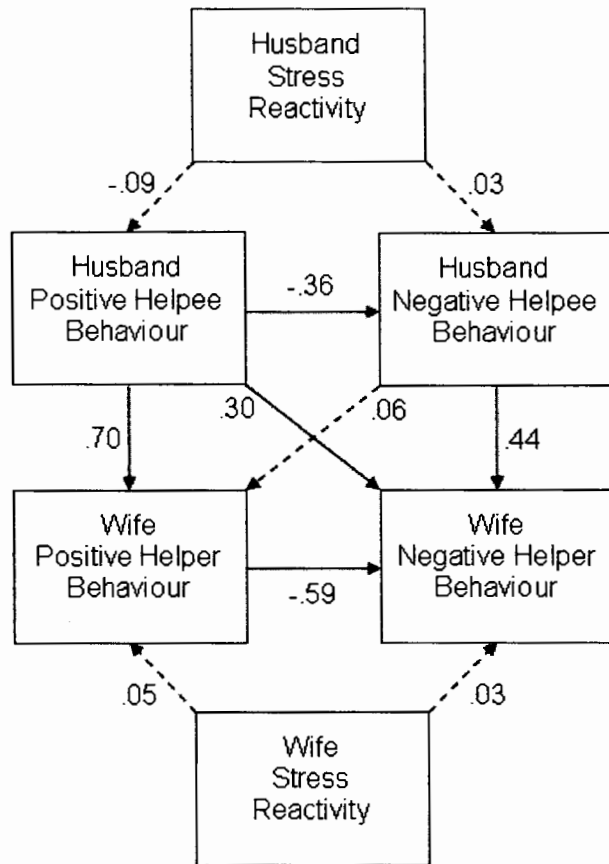 Husband
Stress
Reactivity
-.09
.03
Husband
Positive Helpee
Behaviour
-.36
Husband
Negative Helpee
Behaviour
.70
.30
.06
.44
Wife
Positive Helper
Behaviour
-.59
Wife
Negative Helper
Behaviour
.05
.03
Wife
Stress
Reactivity